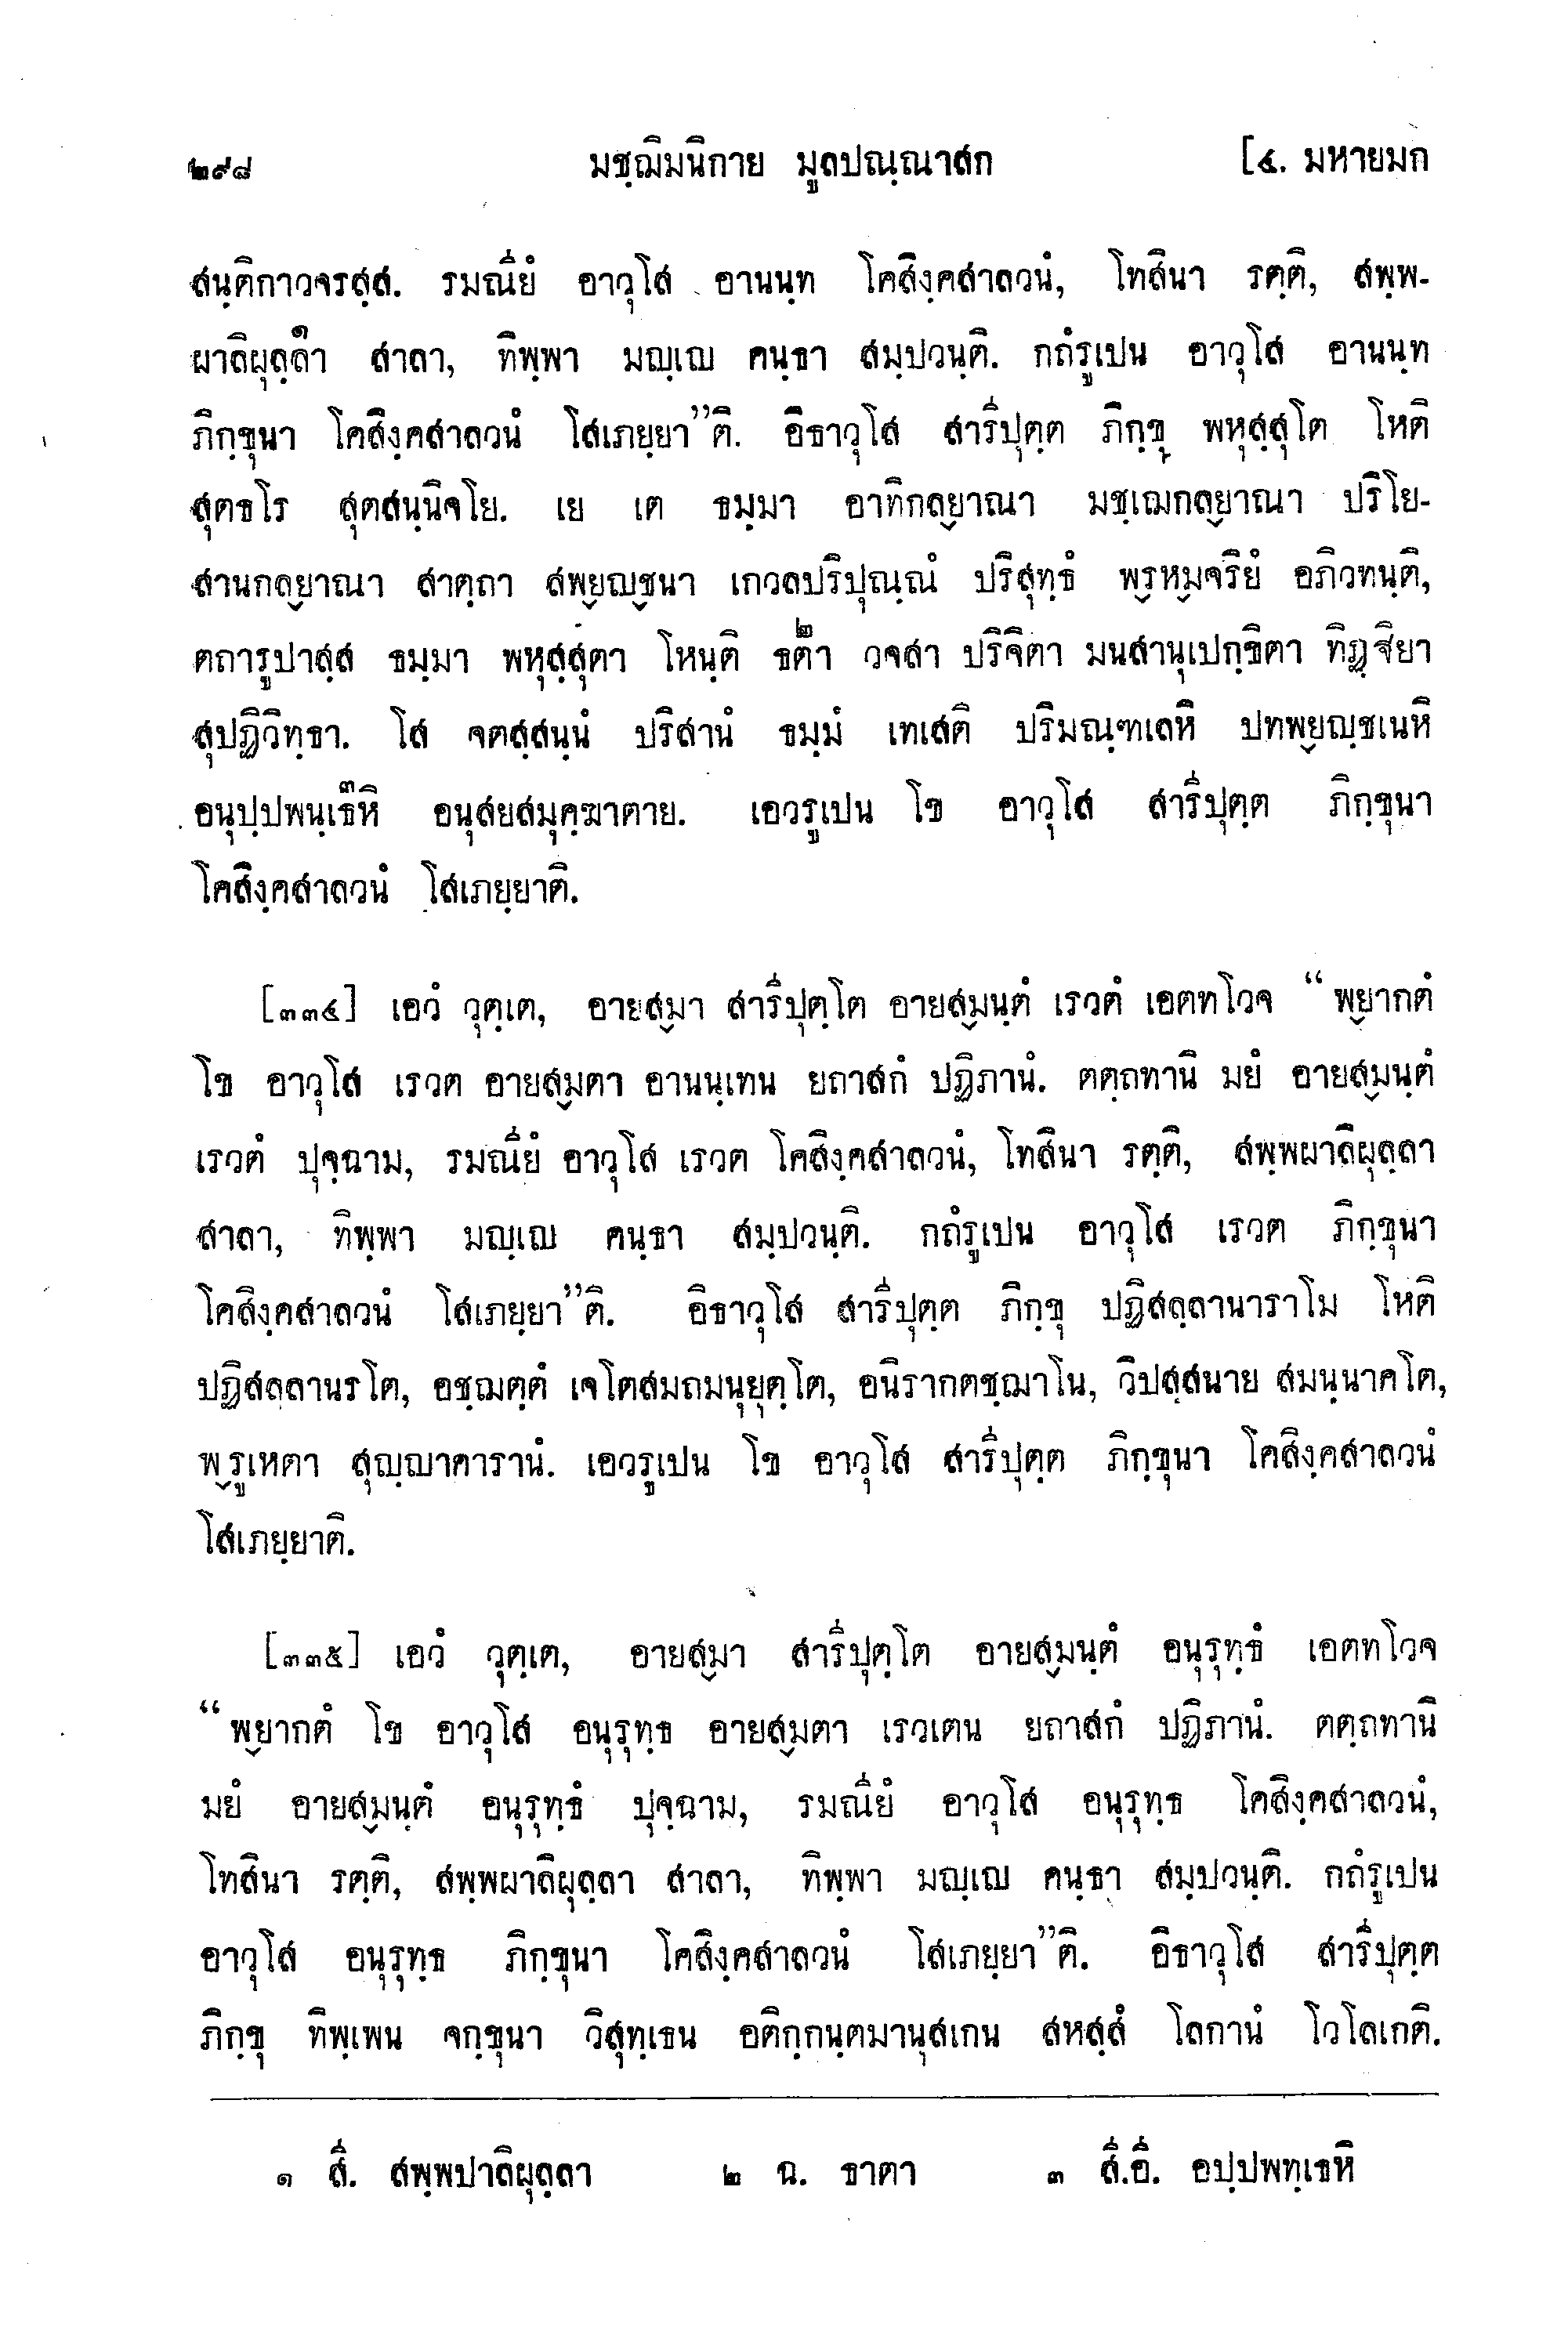 ๒๙๘ มชฺฌิมนิกาย มูลปณฺณาสก [๔. มหายมก
สนฺติกาวจรสฺส. รมณียํ อาวุโส อานนฺท โคสิงฺคสาลวนํ, โทสินา รตฺติ, สพฺพ-
ผาลิผุลฺลา๑ สาลา, ทิพฺพา มญฺเญ คนฺธา สมฺปวนฺติ. กถํรูเปน อาวุโส อานนฺท
ภิกฺขุนา โคสิงฺคสาลวนํ โสเภยฺยา”ติ. อิธาวุโส สารีปุตฺต ภิกฺขุ พหุสฺสุโต โหติ
สุตธโร สุตสนฺนิจโย. เย เต ธมฺมา อาทิกลฺยาณา มชฺเฌกลฺยาณา ปริโย-
สานกลฺยาณา สาตฺถา สพฺยญฺชนา เกวลปริปุณฺณํ ปริสุทฺธํ พฺรหฺมจริยํ อภิวทนฺติ,
ตถารูปาสฺส ธมฺมา พหุสฺสุตา โหนฺติ ธตา๒ วจสา ปริจิตา มนสานุเปกฺขิตา ทิฏฺฐิยา
สุปฏิวิทฺธา. โส จตสฺสนฺนํ ปริสานํ ธมฺมํ เทเสติ ปริมณฺฑเลหิ ปทพฺยญฺชเนหิ
อนุปฺปพนฺเธหิ๓ อนุสยสมุคฺฆาตาย. เอวรูเปน โข อาวุโส สารีปุตฺต ภิกฺขุนา
โคสิงฺคสาลวนํ โสเภยฺยาติ.
[๓๓๔] เอวํ วุตฺเต, อายสฺมา สารีปุตฺโต อายสฺมนฺตํ เรวตํ เอตทโวจ “พฺยากตํ
โข อาวุโส เรวต อายสฺมตา อานนฺเทน ยถาสกํ ปฏิภานํ. ตตฺถทานิ มยํ อายสฺมนฺตํ
เรวตํ ปุจฺฉาม, รมณียํ อาวุโส เรวต โคสิงฺคสาลวนํ, โทสินา รตฺติ, สพฺพผาลิผุลฺลา
สาลา, ทิพฺพา มญฺเญ คนฺธา สมฺปวนฺติ. กถํรูเปน อาวุโส เรวต ภิกฺขุนา
โคสิงฺคสาลวนํ โสเภยฺยา”ติ. อิธาวุโส สารีปุตฺต ภิกฺขุ ปฏิสลฺลานาราโม โหติ
ปฏิสลฺลานรโต, อชฺฌตฺตํ เจโตสมถมนุยุตฺโต, อนิรากตชฺฌาโน, วิปสฺสนาย สมนฺนาคโต,
พฺรูเหตา สุญฺญาคารานํ. เอวรูเปน โข อาวุโส สารีปุตฺต ภิกฺขุนา โคสิงฺคสาลวนํ
โสเภยฺยาติ.
[๓๓๕] เอวํ วุตฺเต, อายสฺมา สารีปุตฺโต อายสฺมนฺตํ อนุรุทฺธํ เอตทโวจ
“พฺยากตํ โข อาวุโส อนุรุทฺธ อายสฺมตา เรวเตน ยถาสกํ ปฏิภานํ. ตตฺถทานิ
มยํ อายสฺมนฺตํ อนุรุทฺธํ ปุจฺฉาม, รมณียํ อาวุโส อนุรุทฺธ โคสิงฺคสาลวนํ,
โทสินา รตฺติ, สพฺพผาลิผุลฺลา สาลา, ทิพฺพา มญฺเญ คนฺธา สมฺปวนฺติ. กถํรูเปน
อาวุโส อนุรุทฺธ ภิกฺขุนา โคสิงฺคสาลวนํ โสเภยฺยา”ติ. อิธาวุโส สารีปุตฺต
ภิกฺขุ ทิพฺเพน จกฺขุนา วิสุทฺเธน อติกฺกนฺตมานุสเกน สหสฺสํ โลกานํ โวโลเกติ.
๑ สี. สพฺพปาลิผุลฺลา ๒ ฉ. ธาตา ๓ สี.อี. อปฺปพทฺเธหิ